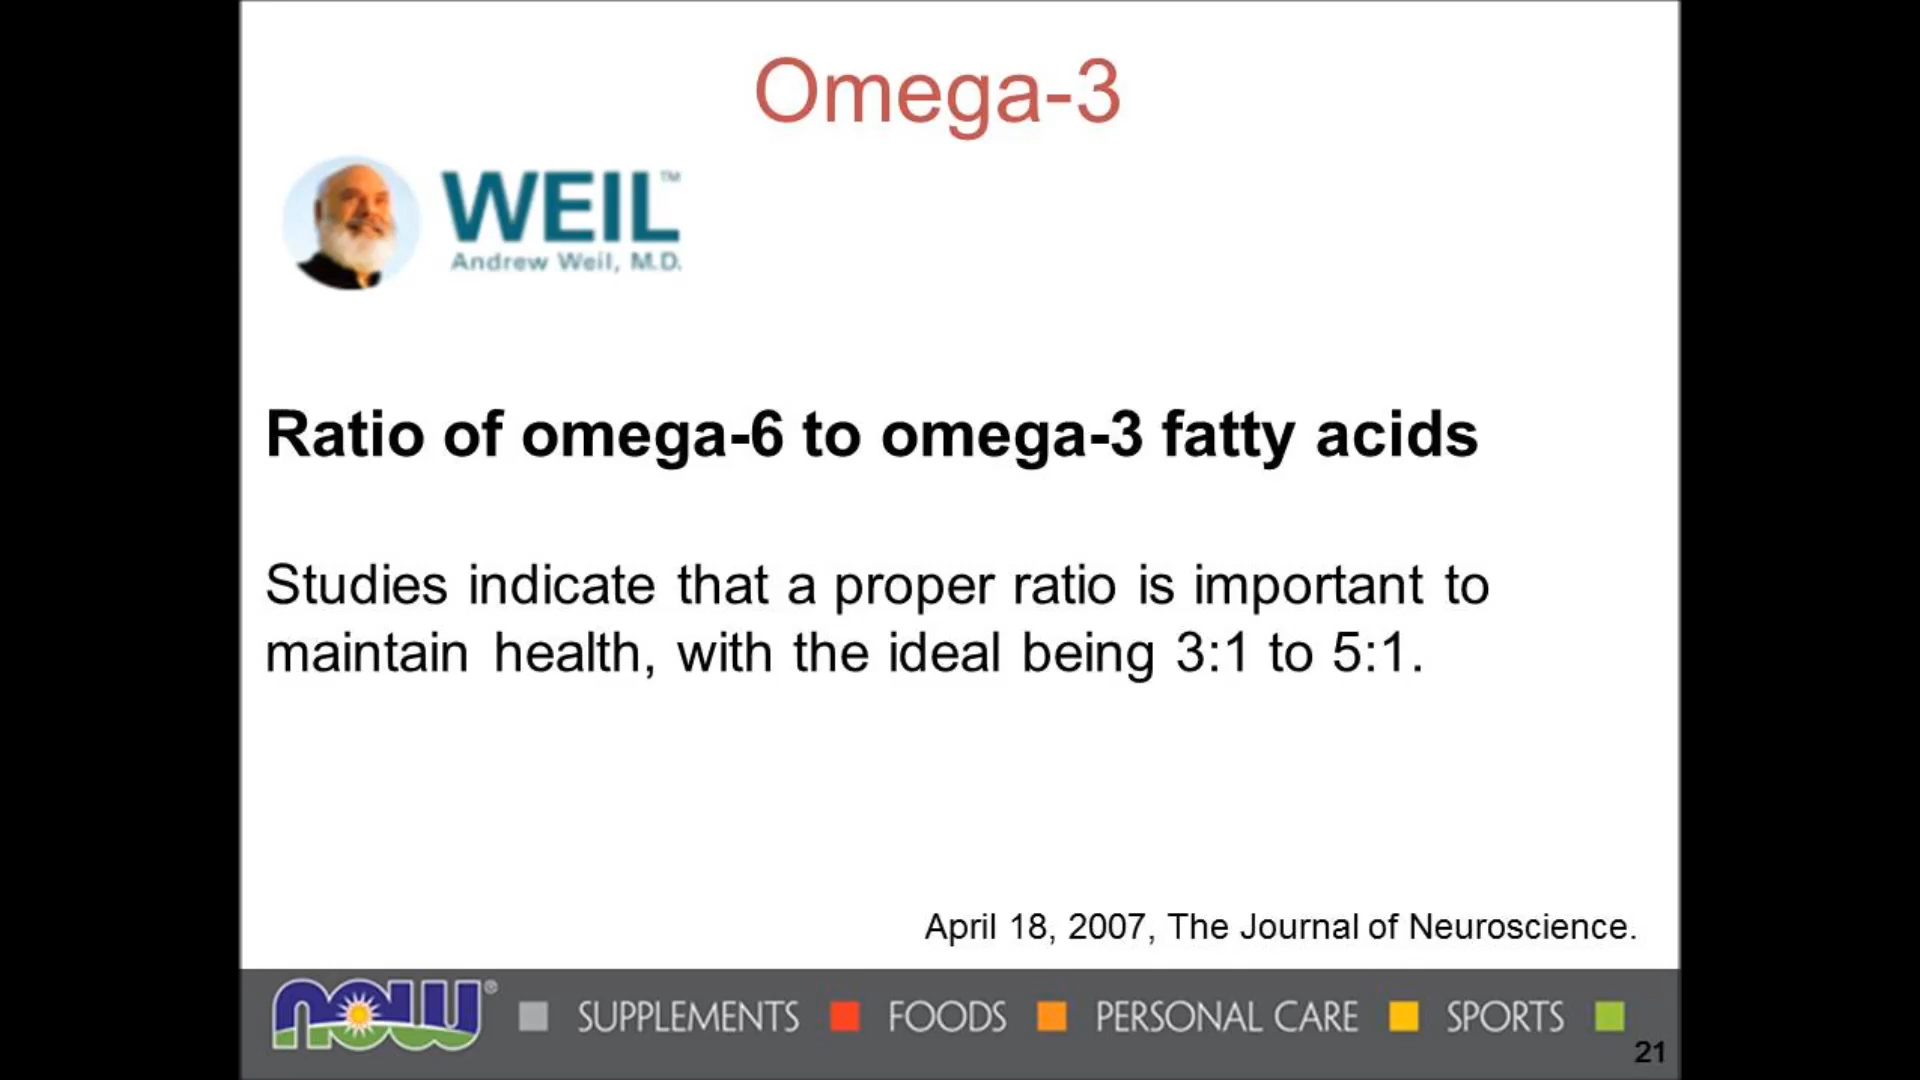 Omega-3
WEIL™
Andrew Weil, M.D.
Ratio of omega-6 to omega-3 fatty acids
Studies indicate that a proper ratio is important to
maintain health, with the ideal being 3:1 to 5:1.
April 18, 2007, The Journal of Neuroscience.
NOW® SUPPLEMENTS FOODS PERSONAL CARE SPORTS
21